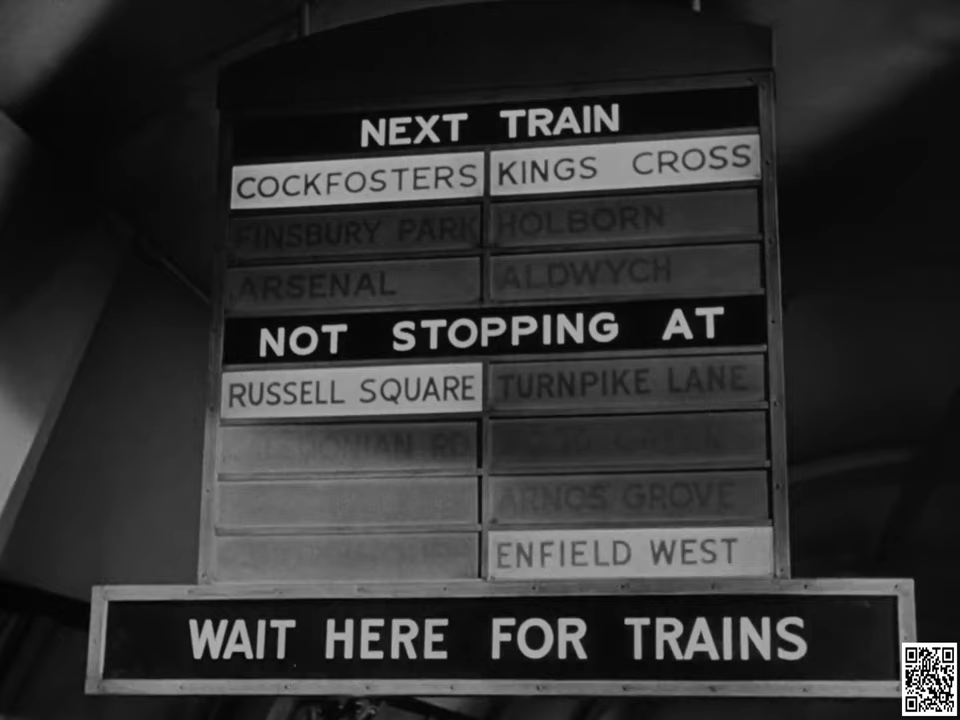 NEXT TRAIN
COCKFOSTERS KINGS CROSS
FINSBURY PARK HOLBORN
ARSENAL ALDWYCH
NOT STOPPING AT
RUSSELL SQUARE TURNPIKE LANE
RD
ARNOS GROVE
ENFIELD WEST
WAIT HERE FOR TRAINS